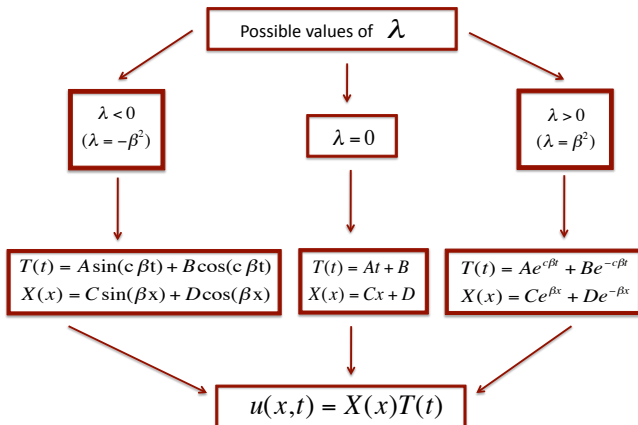 Possible values of λ
λ < 0
(λ = −β²)
λ = 0
λ > 0
(λ = β²)
T(t) = A sin(c βt) + B cos(c βt)
X(x) = C sin(βx) + D cos(βx)
T(t) = At + B
X(x) = Cx + D
T(t) = Ae^{cβt} + Be^{−cβt}
X(x) = Ce^{βx} + De^{−βx}
u(x,t) = X(x)T(t)